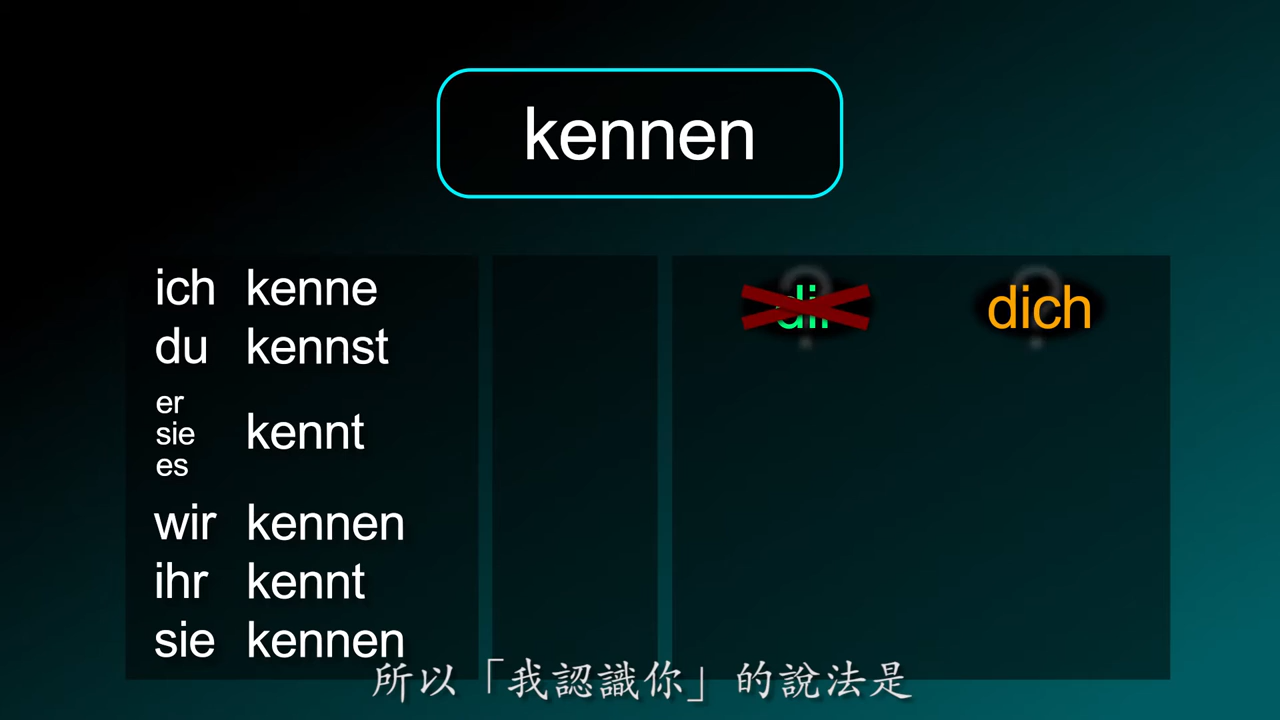 kennen
ich kenne
dir dich
du kennst
er
sie kennt
es
wir kennen
ihr kennt
sie kennen
所以「我認識你」的說法是